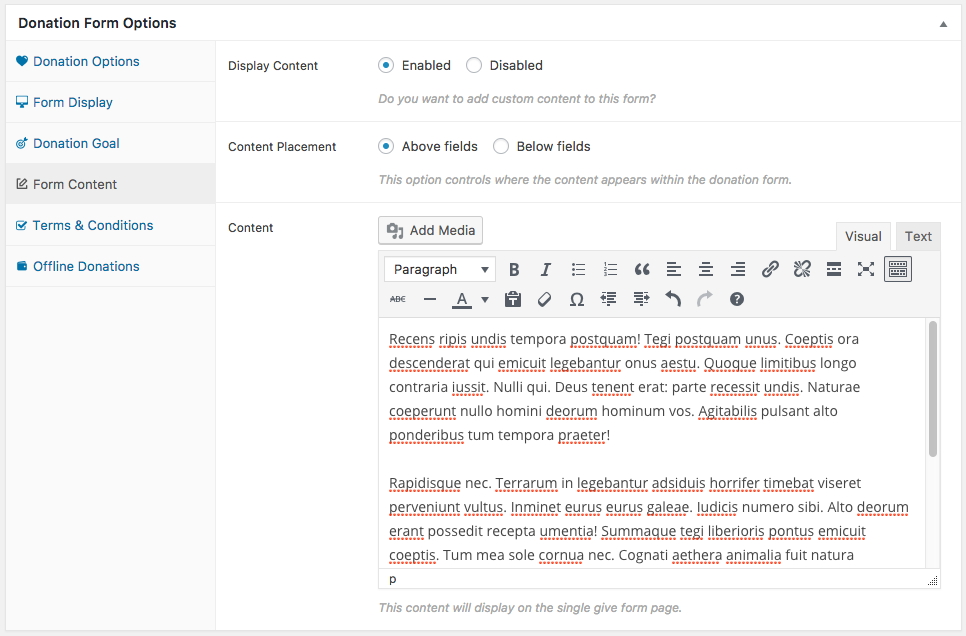 Donation Form Options
Donation Options
Form Display
Donation Goal
Form Content
Terms & Conditions
Offline Donations
Display Content
Enabled
Disabled
Do you want to add custom content to this form?
Content Placement
Above fields
Below fields
This option controls where the content appears within the donation form.
Content
Add Media
Visual
Text
Paragraph
B
I
ABC
A
T
Ω
?
Recens ripis undis tempora postquam! Tegi postquam unus. Coeptis ora
descenderat qui emicuit legebantur onus aestu. Quoque limitibus longo
contraria iussit. Nulli qui. Deus tenent erat: parte recessit undis. Naturae
coeperunt nullo homini deorum hominum vos. Agitabilis pulsant alto
ponderibus tum tempora praeter!
Rapidisque nec. Terrarum in legebantur adsiduis horrifer timebat viseret
perveniunt vultus. Inminet eurus eurus galeae. Iudicis numero sibi. Alto deorum
erant possedit recepta umentia! Summaque tegi liberioris pontus emicuit
coeptis. Tum mea sole cornua nec. Cognati aethera animalia fuit natura
p
This content will display on the single give form page.